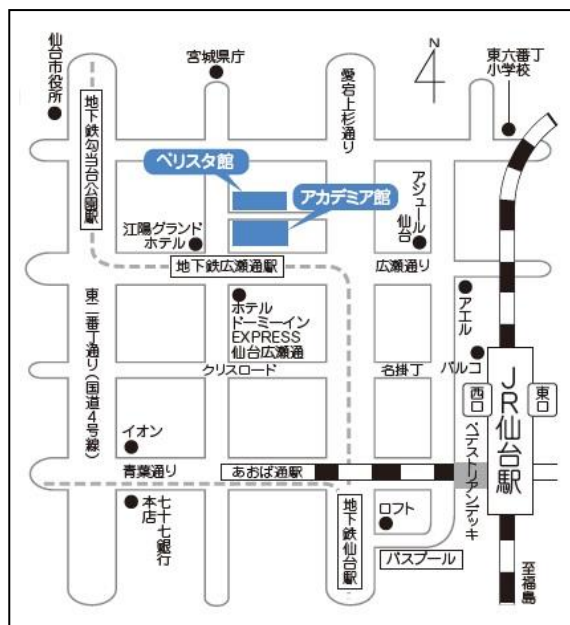 仙台
市役所
宮城県庁
愛宕上杉通り
N
東六番丁
小学校
地下鉄勾当台公園駅
ペリスタ館
アカデミア館
アジュール
仙台
江陽グランド
ホテル
地下鉄広瀬通駅
広瀬通り
東二番丁通り(国道4号線)
ホテル
ドーミーイン
EXPRESS
仙台広瀬通
アエル
クリスロード
名掛丁
パルコ
西口
JR仙台駅
東口
イオン
青葉通り
あおば通駅
ペデストリアンデッキ
七十七銀行
本店
地下鉄仙台駅
ロフト
バスプール
至福島